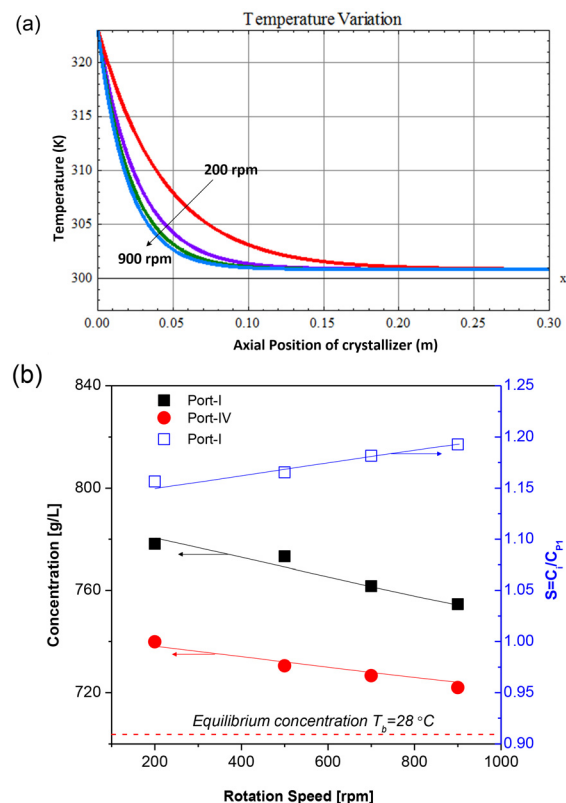 (a)
Temperature Variation
Temperature (K)
320
315
310
305
300
200 rpm
900 rpm
x
0.00 0.05 0.10 0.15 0.20 0.25 0.30
Axial Position of crystallizer (m)
(b)
Concentration [g/L]
840
800
760
720
Port-I
Port-IV
Port-I
1.25
1.20
1.15
1.10
1.05
1.00
0.95
0.90
S=Ci/CP1
Equilibrium concentration Tb=28 °C
200 400 600 800 1000
Rotation Speed [rpm]